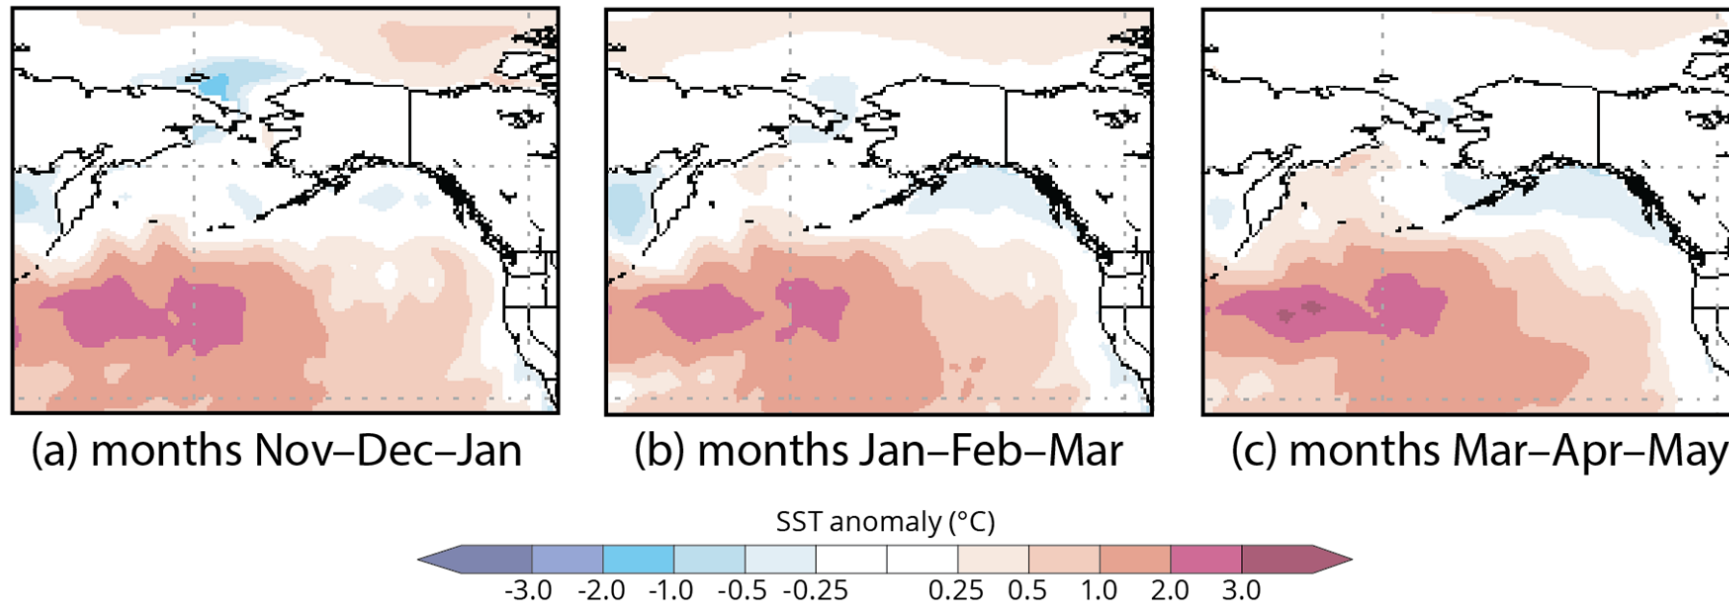 (a) months Nov–Dec–Jan
(b) months Jan–Feb–Mar
(c) months Mar–Apr–May
SST anomaly (°C)
-3.0 -2.0 -1.0 -0.5 -0.25 0.25 0.5 1.0 2.0 3.0